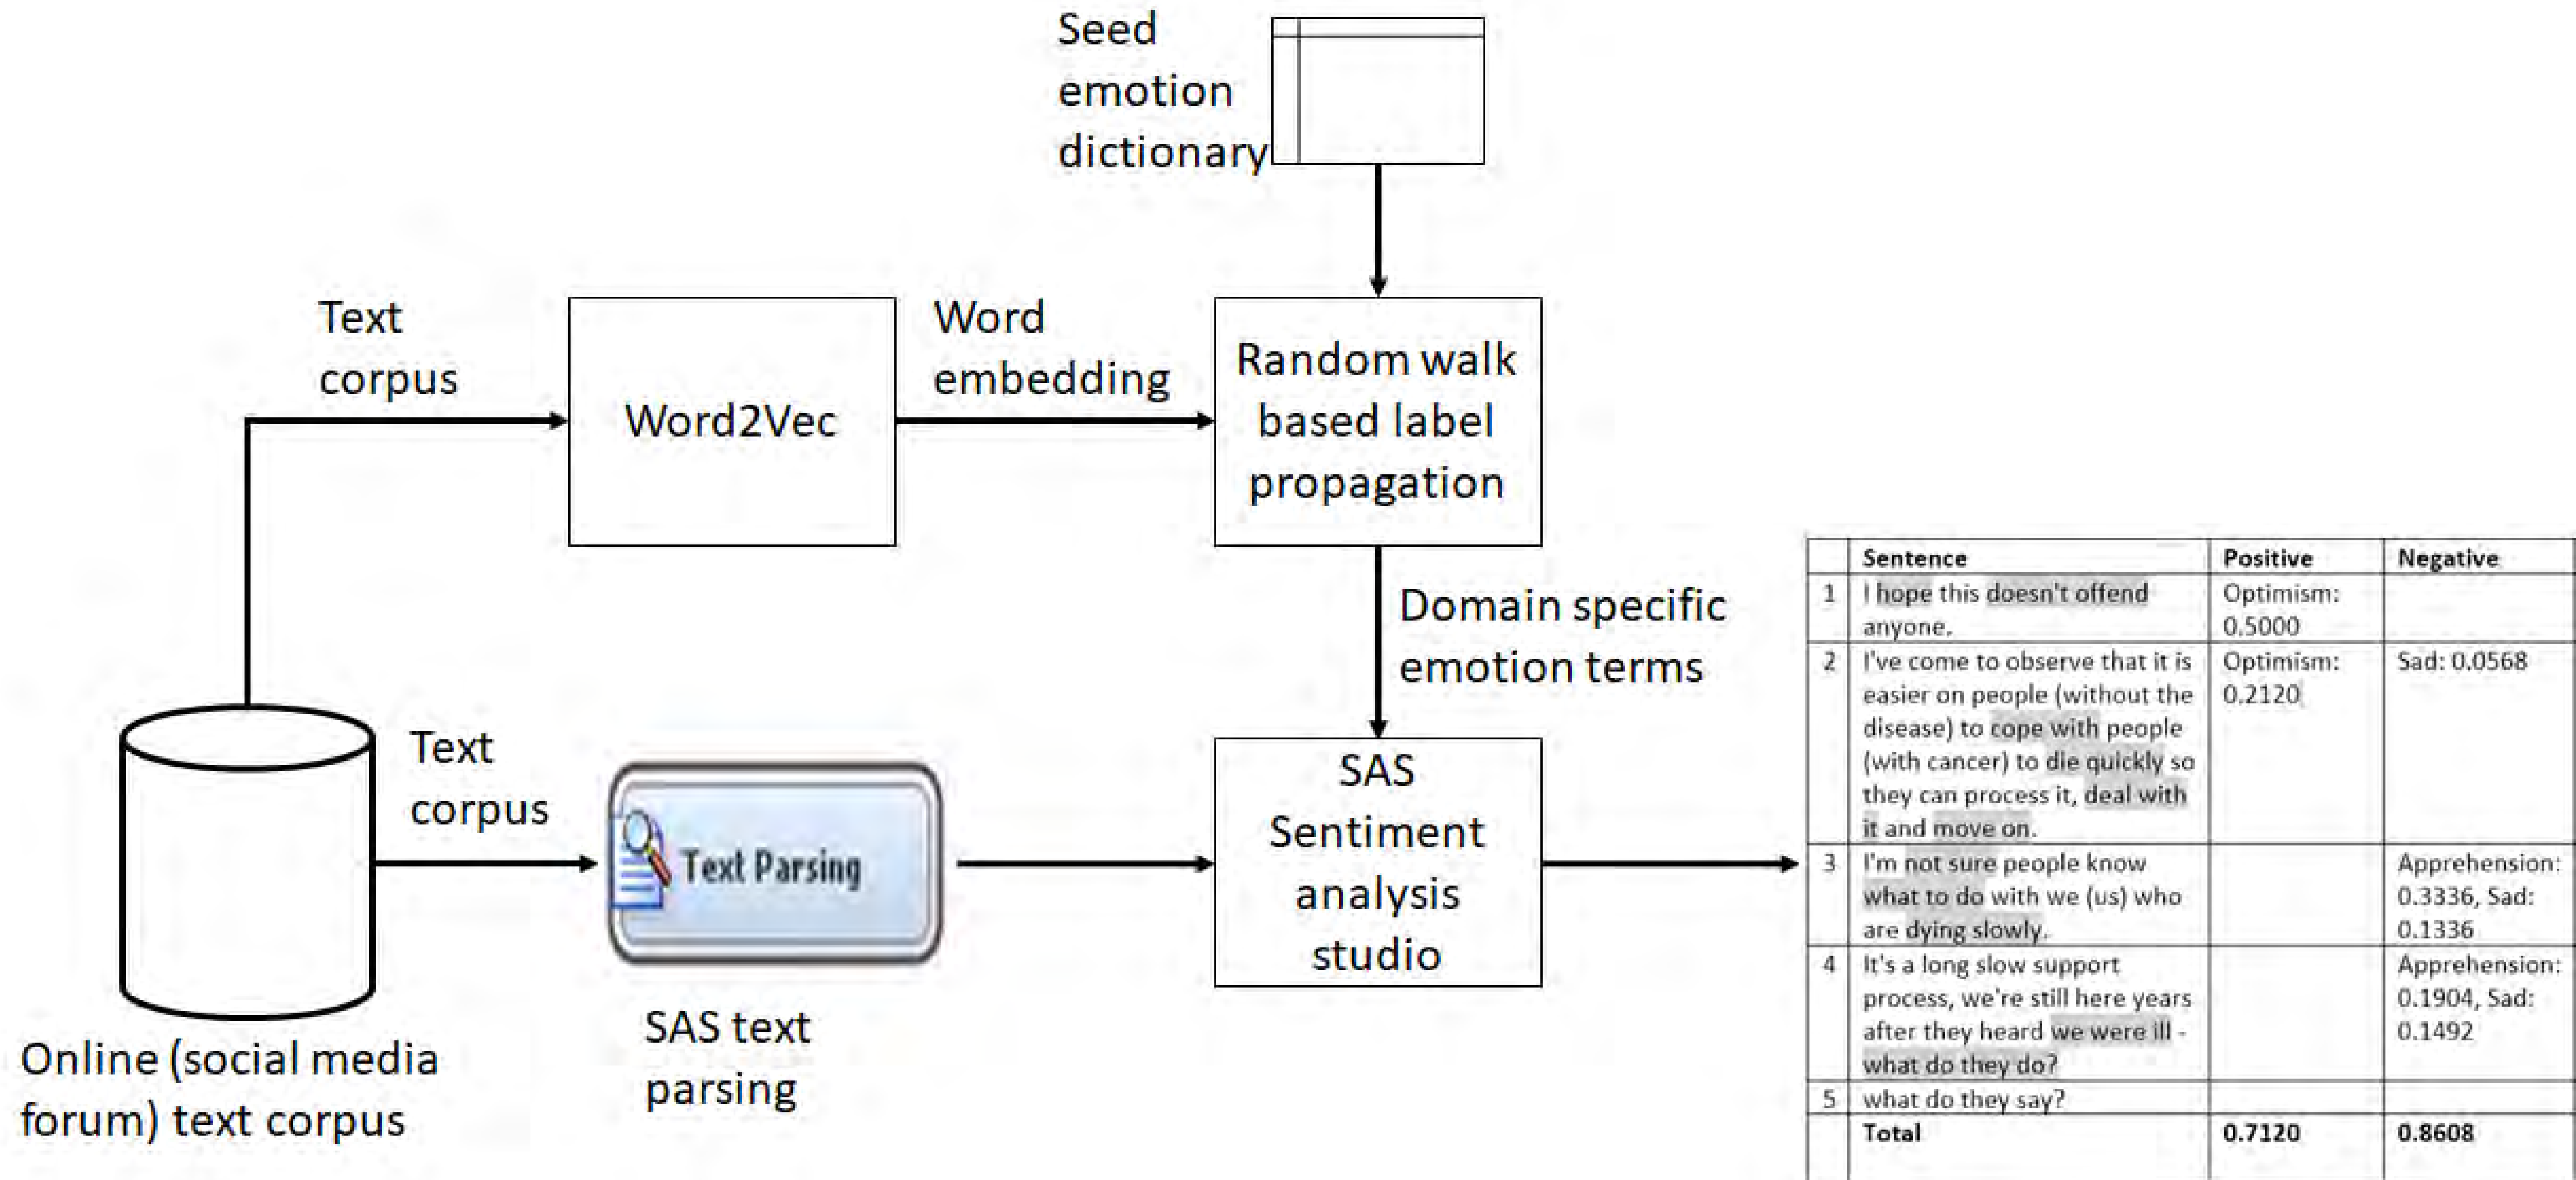 Seed
emotion
dictionary
Text
corpus
Word2Vec
Word
embedding
Random walk
based label
propagation
Domain specific
emotion terms
Text
corpus
Text Parsing
SAS text
parsing
SAS
Sentiment
analysis
studio
Online (social media
forum) text corpus
Sentence Positive Negative
1 I hope this doesn't offend Optimism:
anyone. 0.5000
2 I've come to observe that it is Optimism: Sad: 0.0568
easier on people (without the 0.2120
disease) to cope with people
(with cancer) to die quickly so
they can process it, deal with
it and move on.
3 I'm not sure people know Apprehension:
what to do with we (us) who 0.3336, Sad:
are dying slowly. 0.1336
4 It's a long slow support Apprehension:
process, we're still here years 0.1904, Sad:
after they heard we were ill - 0.1492
what do they do?
5 what do they say?
Total 0.7120 0.8608